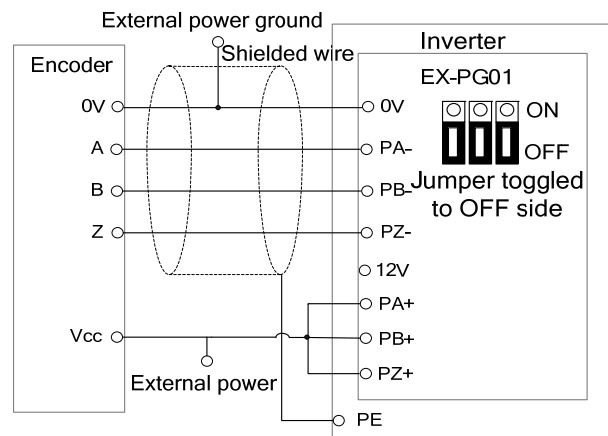 External power ground
Shielded wire
Inverter
Encoder
EX-PG01
0V
0V
ON
A
PA-
OFF
B
PB-
Jumper toggled
to OFF side
Z
PZ-
12V
PA+
Vcc
PB+
External power
PZ+
PE